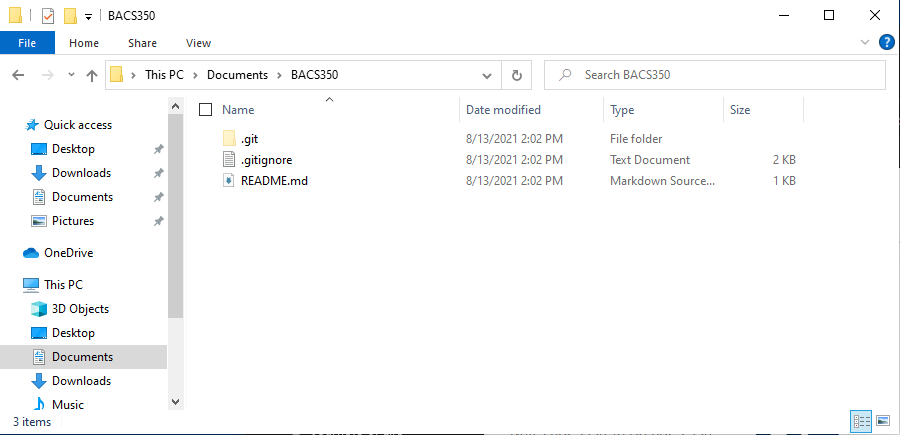 BACS350
File Home Share View
This PC Documents BACS350 Search BACS350
Name Date modified Type Size
.git 8/13/2021 2:02 PM File folder
.gitignore 8/13/2021 2:02 PM Text Document 2 KB
README.md 8/13/2021 2:02 PM Markdown Source... 1 KB
Quick access
Desktop
Downloads
Documents
Pictures
OneDrive
This PC
3D Objects
Desktop
Documents
Downloads
Music
3 items